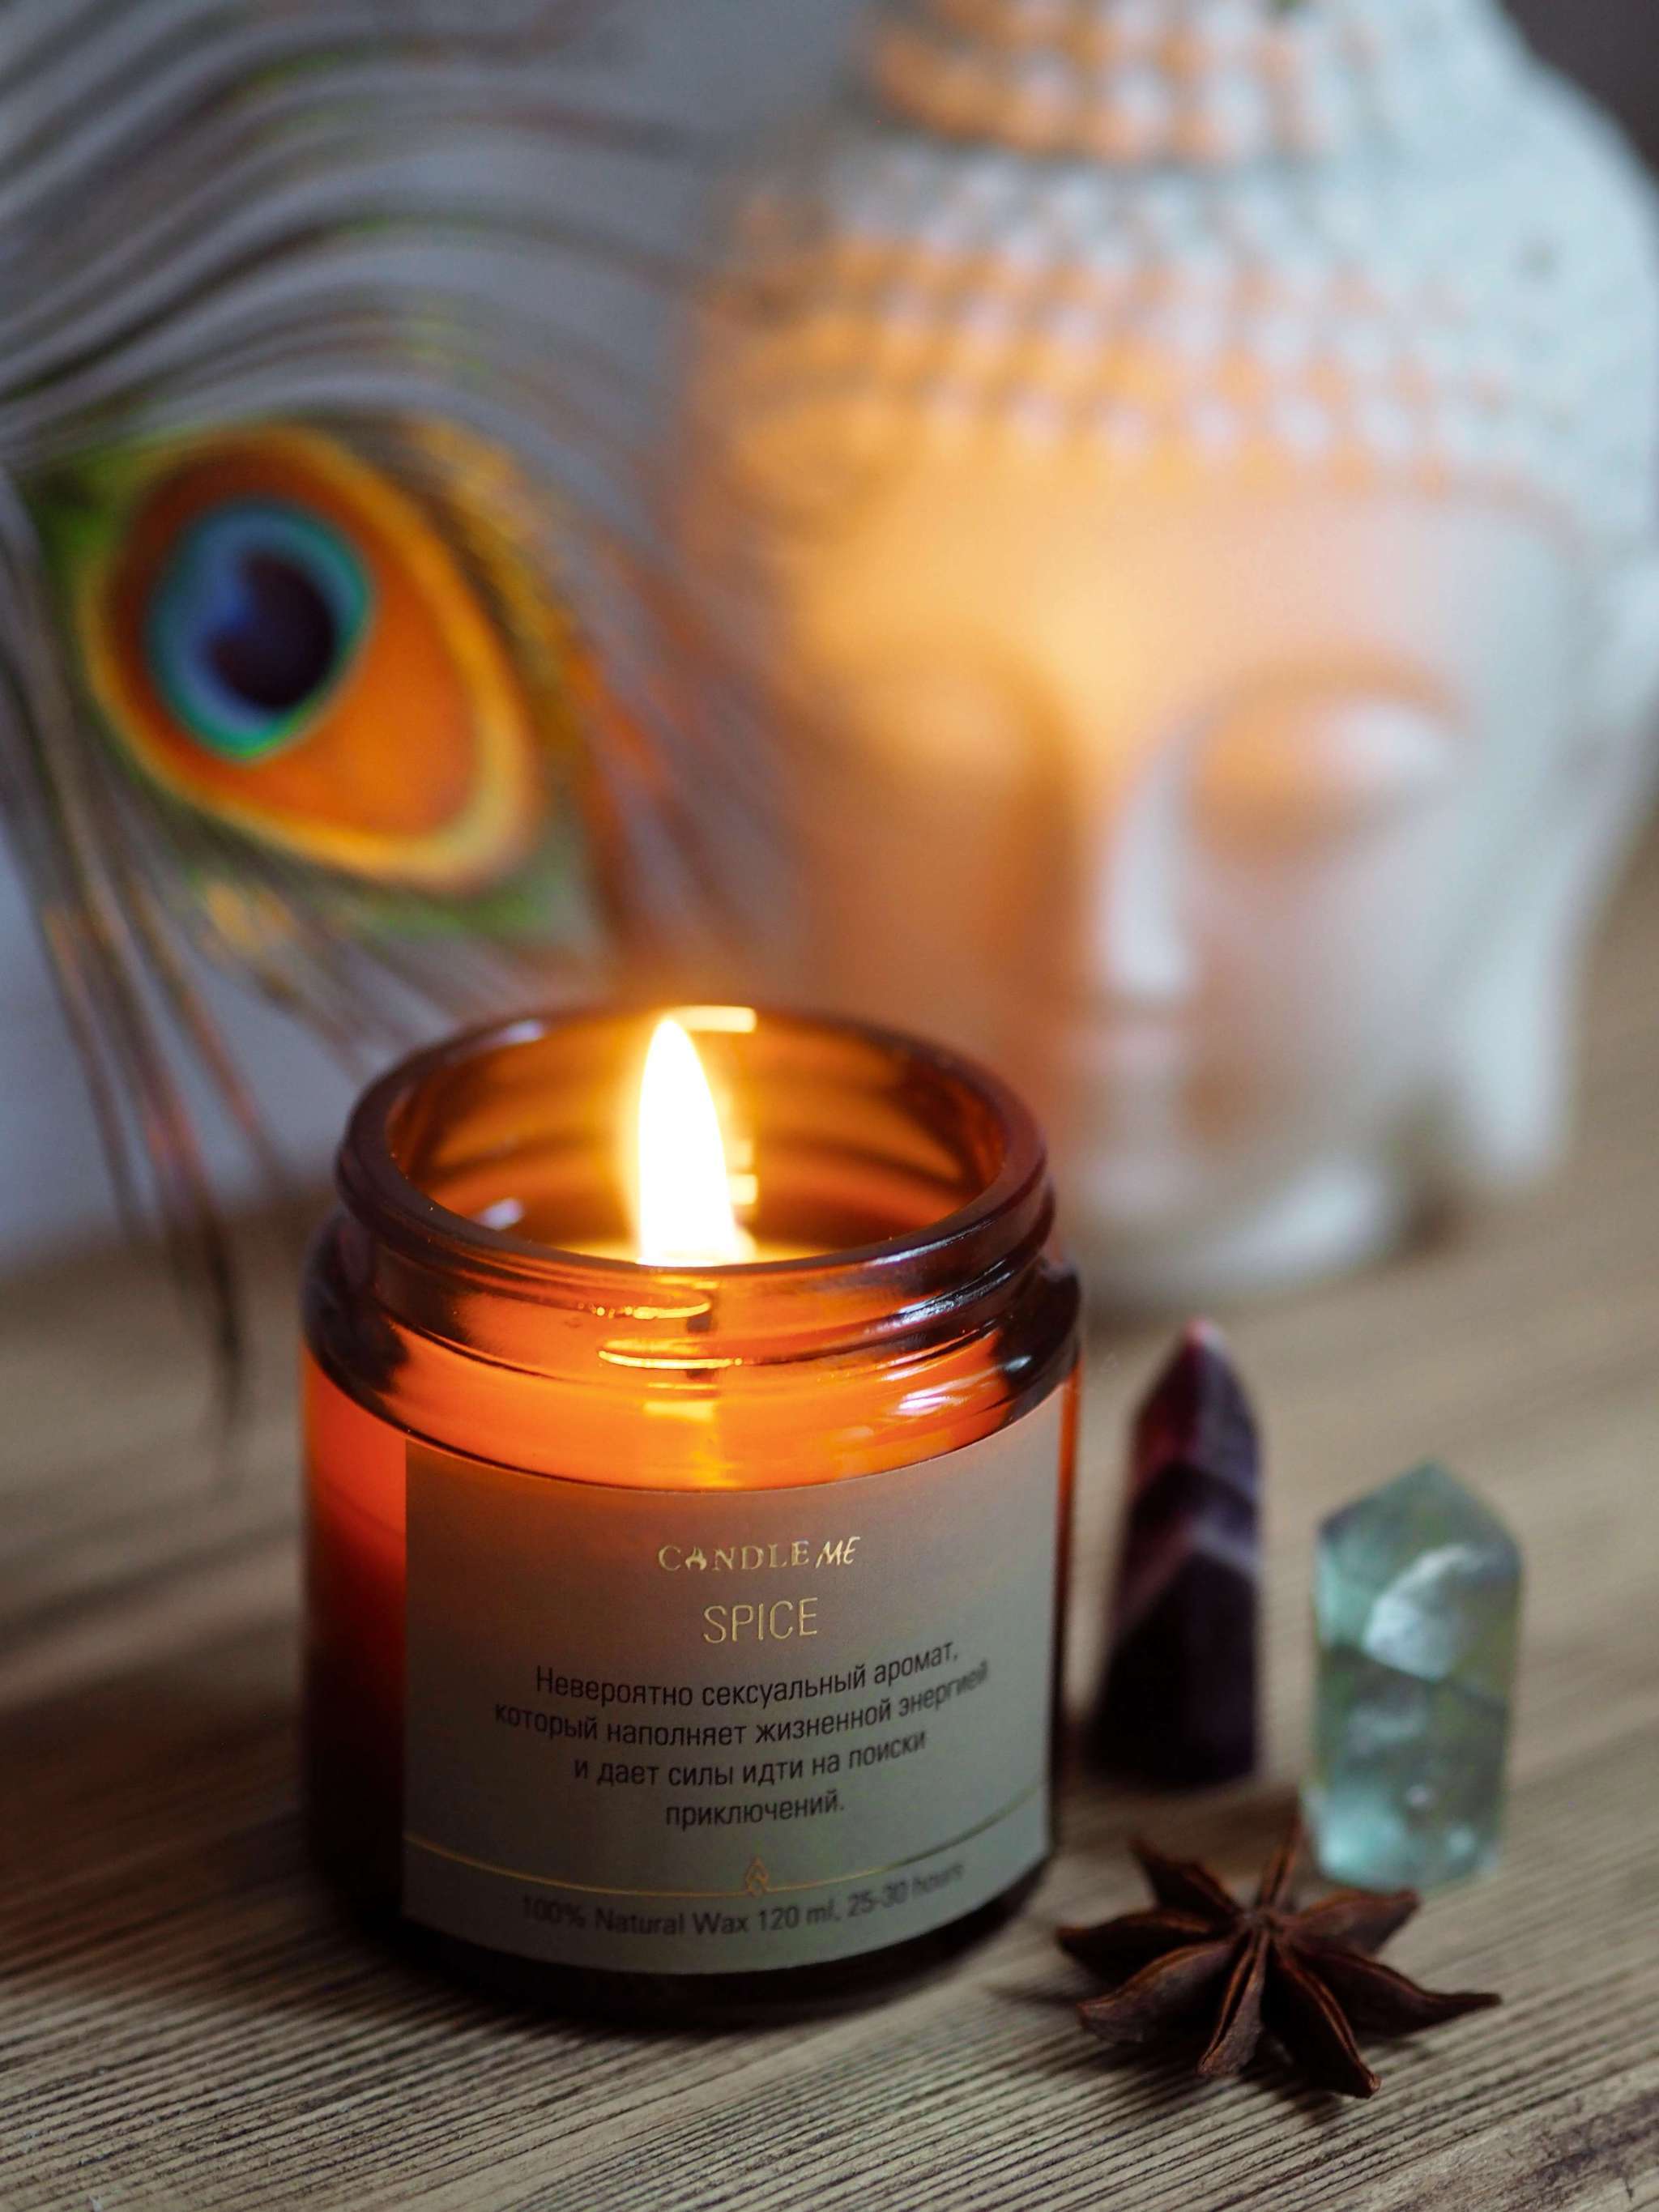 CANDLE ME
SPICE
Невероятно сексуальный аромат,
который наполняет жизненной энергией
и дает силы идти на поиски
приключений.
100% Natural Wax 120 ml, 25-30 hours